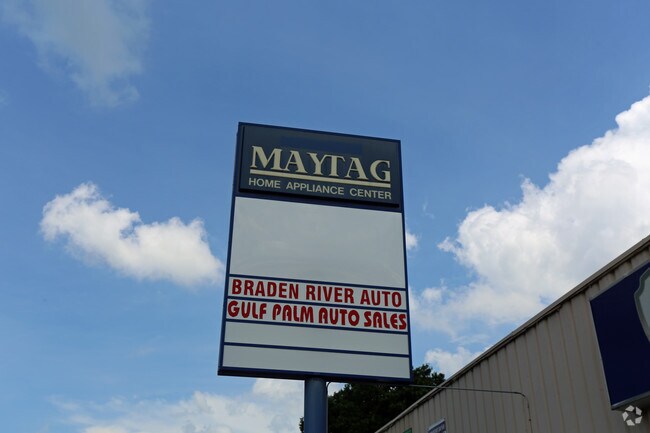 MAYTAG
HOME APPLIANCE CENTER
BRADEN RIVER AUTO
GULF PALM AUTO SALES